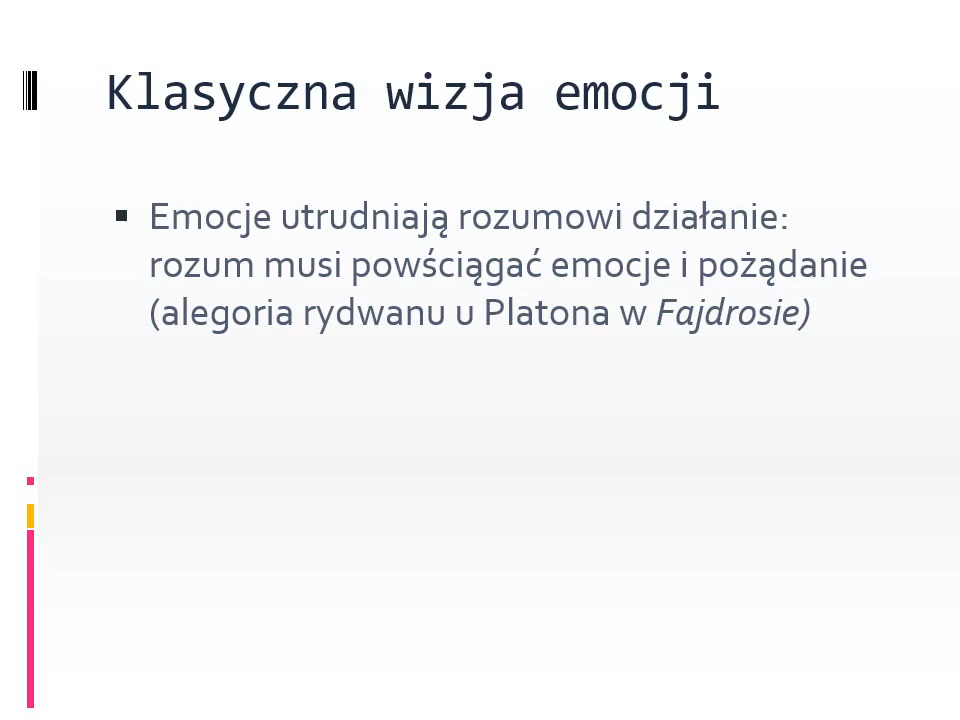 Klasyczna wizja emocji
▪ Emocje utrudniają rozumowi działanie:
rozum musi powściągać emocje i pożądanie
(alegoria rydwanu u Platona w Fajdrosie)